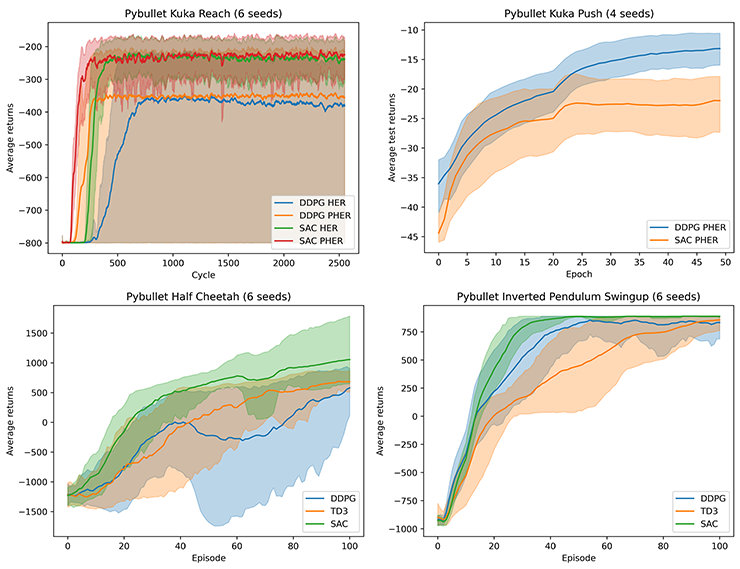 Pybullet Kuka Reach (6 seeds)
Average returns
−200
−300
−400
−500
−600
−700
−800
0
500
1000
1500
2000
2500
Cycle
DDPG HER
DDPG PHER
SAC HER
SAC PHER
Pybullet Kuka Push (4 seeds)
Average test returns
−10
−15
−20
−25
−30
−35
−40
−45
0
5
10
15
20
25
30
35
40
45
50
Epoch
DDPG PHER
SAC PHER
Pybullet Half Cheetah (6 seeds)
Average returns
1500
1000
500
0
−500
−1000
−1500
0
20
40
60
80
100
Episode
DDPG
TD3
SAC
Pybullet Inverted Pendulum Swingup (6 seeds)
Average returns
750
500
250
0
−250
−500
−750
−1000
0
20
40
60
80
100
Episode
DDPG
TD3
SAC